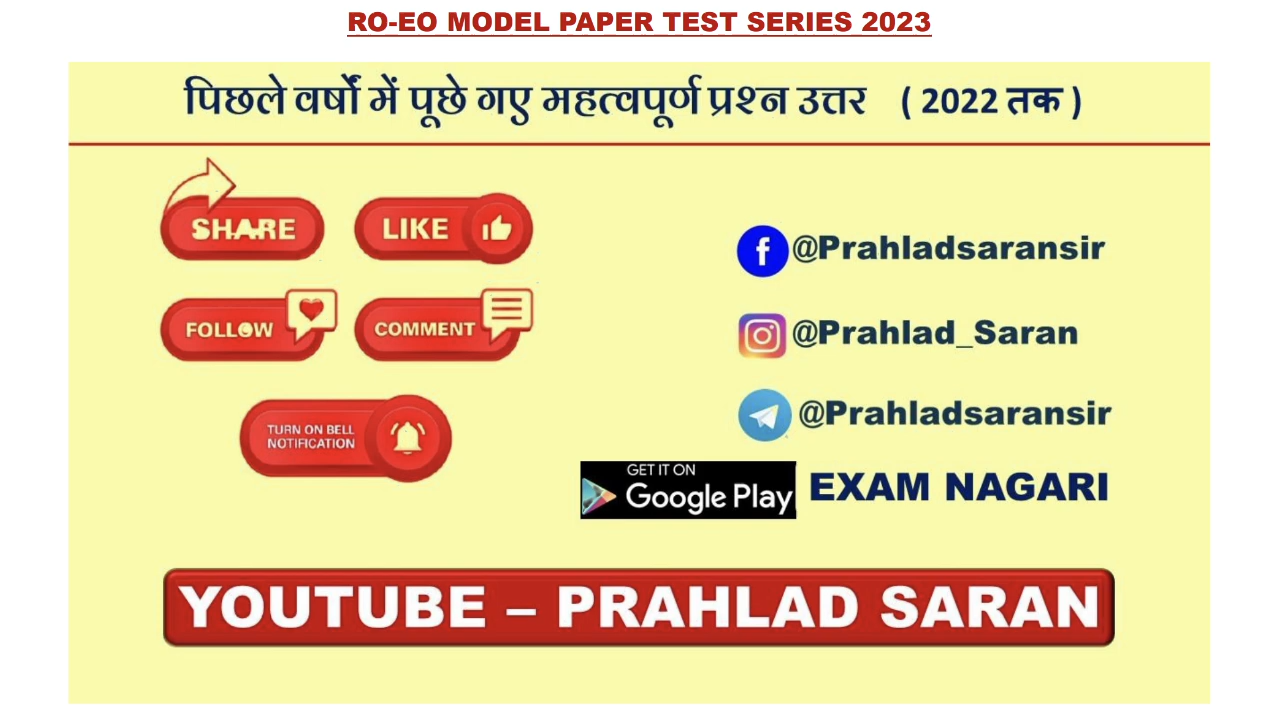 RO-EO MODEL PAPER TEST SERIES 2023
पिछले वर्षों में पूछे गए महत्वपूर्ण प्रश्न उत्तर ( 2022 तक )
SHARE
LIKE
FOLLOW
COMMENT
TURN ON BELL
NOTIFICATION
@Prahladsaransir
@Prahlad_Saran
@Prahladsaransir
GET IT ON
Google Play
EXAM NAGARI
YOUTUBE – PRAHLAD SARAN